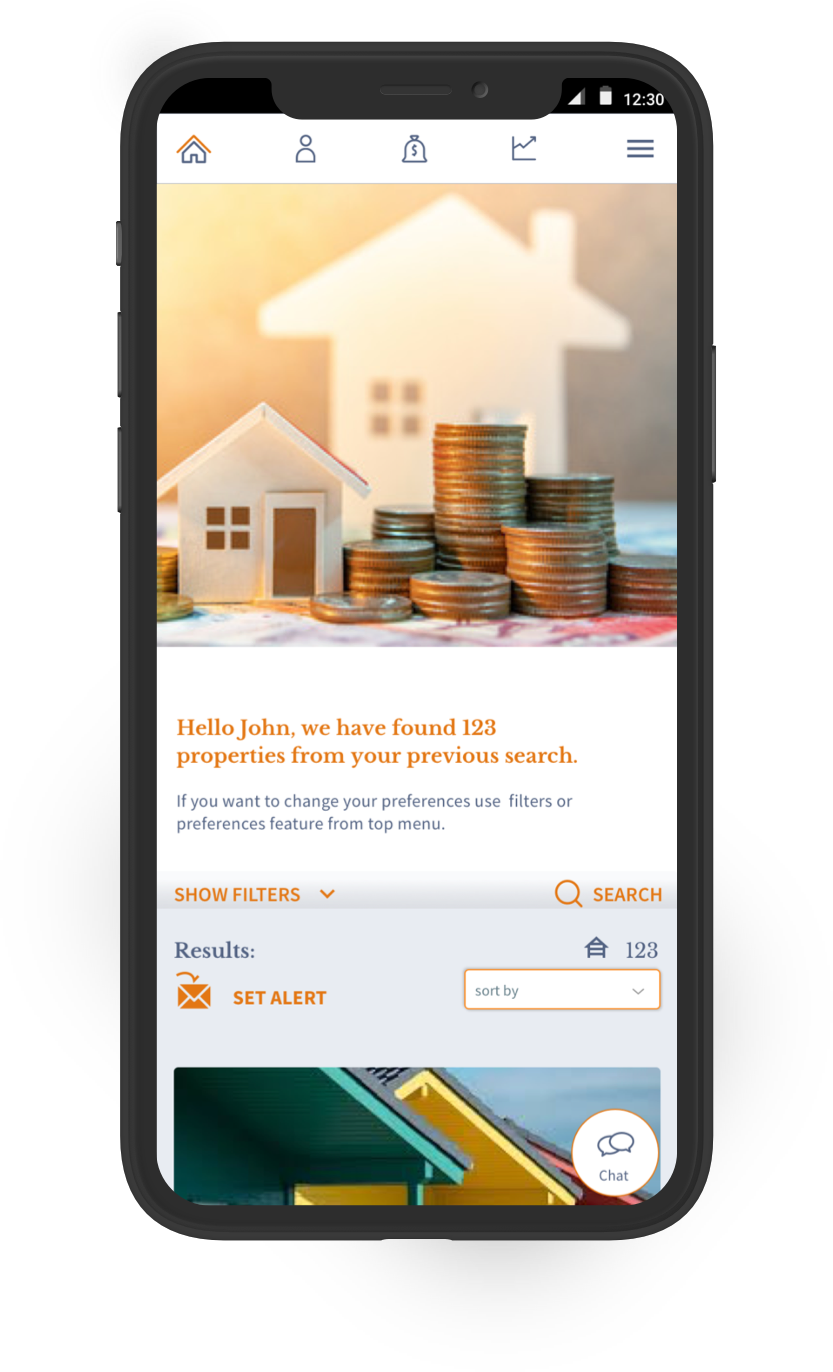 12:30
$
Hello John, we have found 123
properties from your previous search.
If you want to change your preferences use  filters or
preferences feature from top menu.
SHOW FILTERS
SEARCH
Results:
123
SET ALERT
sort by
Chat